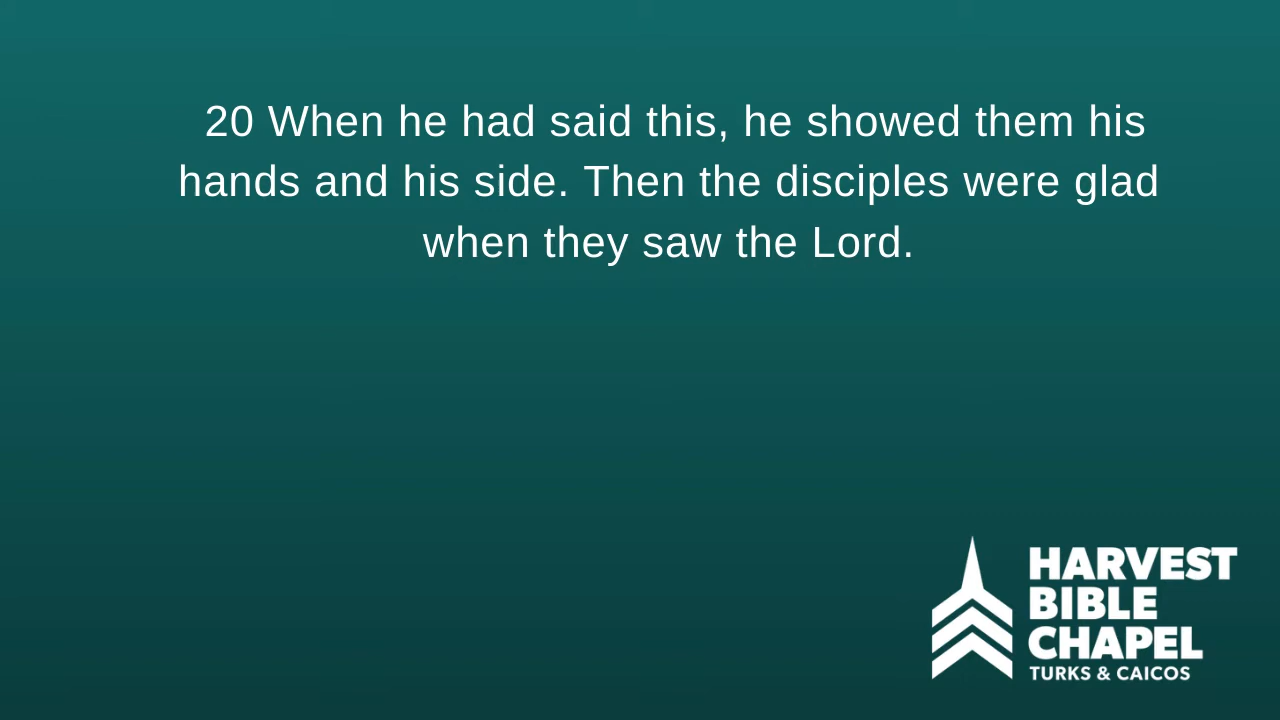 20 When he had said this, he showed them his
hands and his side. Then the disciples were glad
when they saw the Lord.
HARVEST
BIBLE
CHAPEL
TURKS & CAICOS